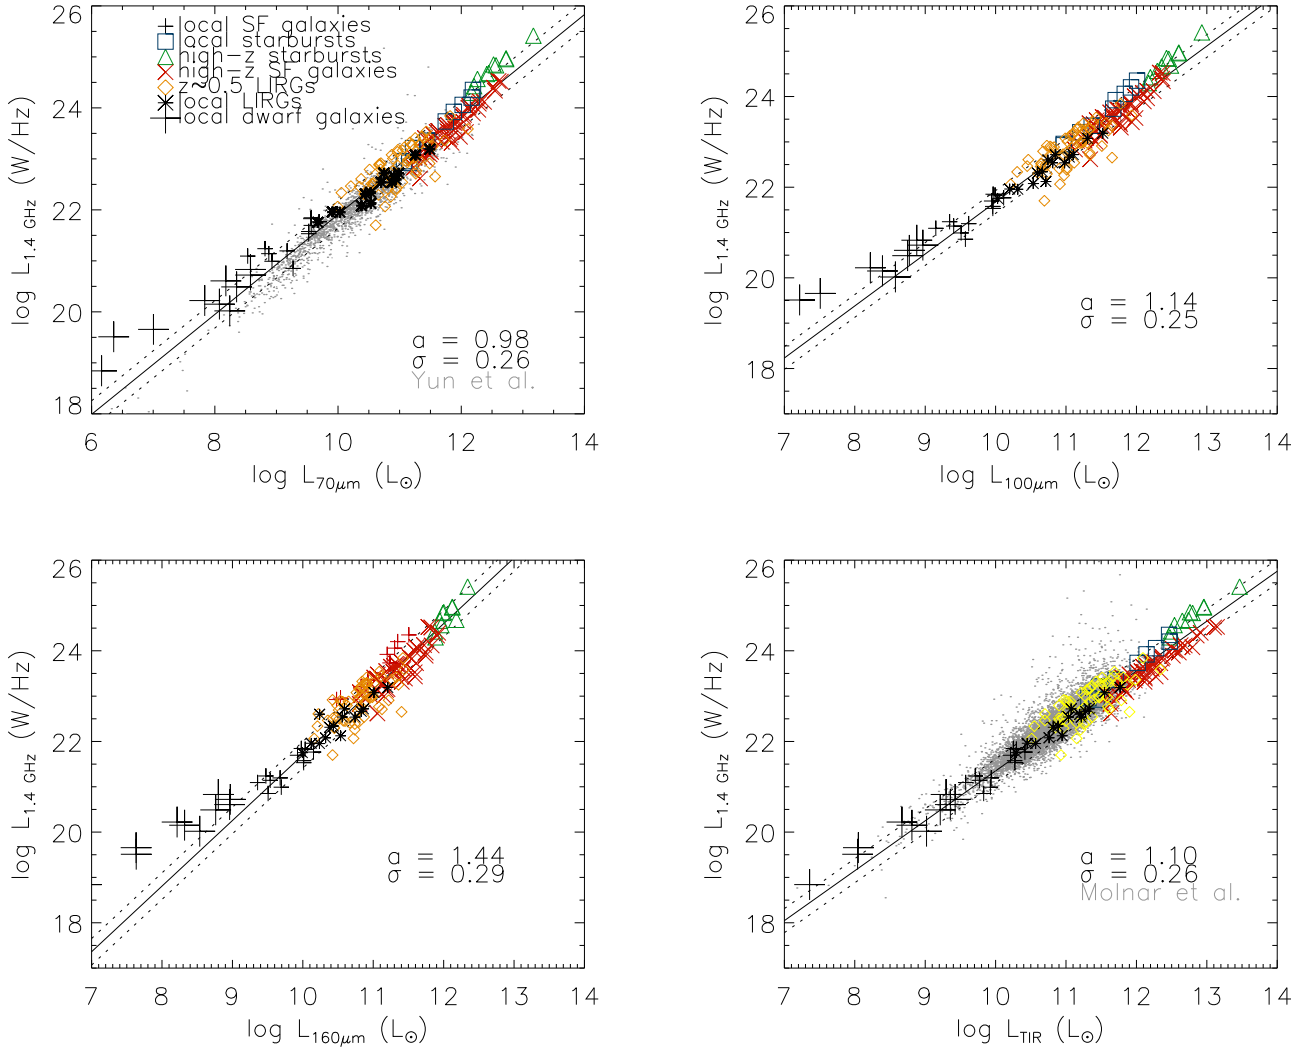 26
24
22
20
18
log L1.4 GHz (W/Hz)
local SF galaxies
local starbursts
high-z starbursts
high-z SF galaxies
z~0.5 LIRGs
local LIRGs
local dwarf galaxies
a = 0.98
σ = 0.26
Yun et al.
6 8 10 12 14
log L70μm (L⊙)
26
24
22
20
18
log L1.4 GHz (W/Hz)
a = 1.14
σ = 0.25
7 8 9 10 11 12 13 14
log L100μm (L⊙)
26
24
22
20
18
log L1.4 GHz (W/Hz)
a = 1.44
σ = 0.29
7 8 9 10 11 12 13 14
log L160μm (L⊙)
26
24
22
20
18
log L1.4 GHz (W/Hz)
a = 1.10
σ = 0.26
Molnar et al.
7 8 9 10 11 12 13 14
log LTIR (L⊙)